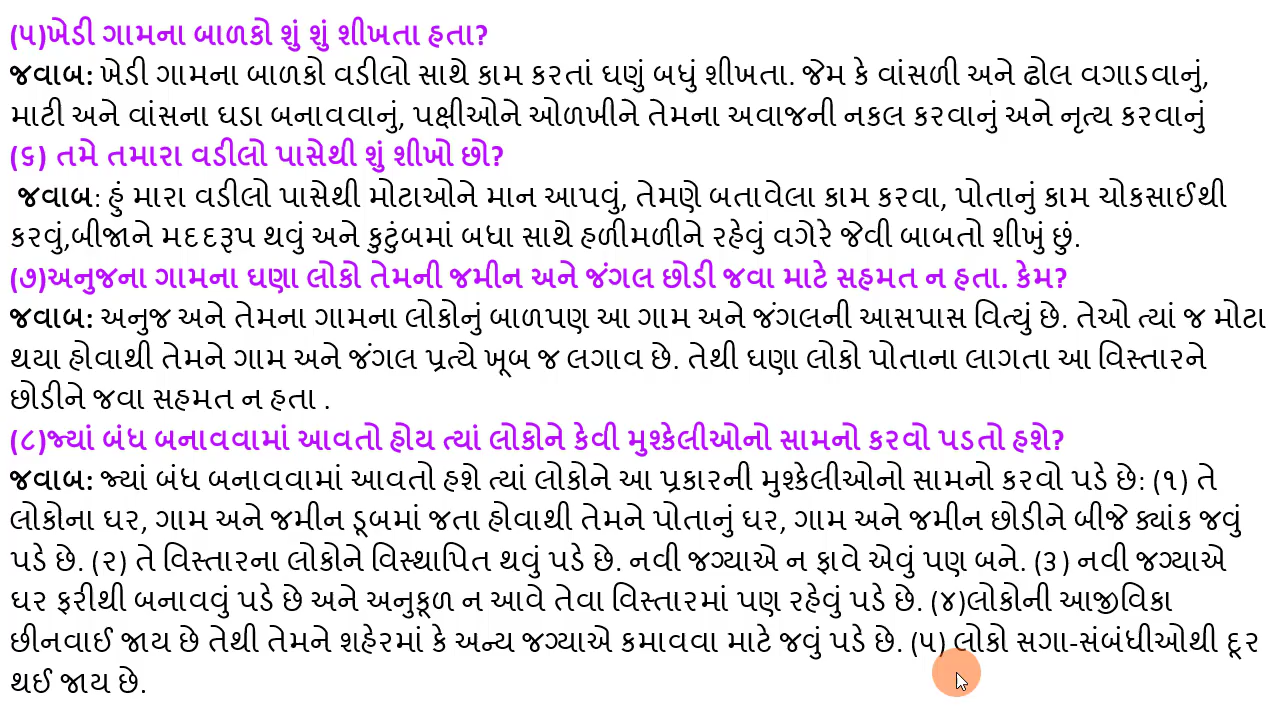 (૫)ખેડી ગામના બાળકો શું શું શીખતા હતા?
જવાબ: ખેડી ગામના બાળકો વડીલો સાથે કામ કરતાં ઘણું બધું શીખતા. જેમ કે વાંસળી અને ઢોલ વગાડવાનું,
માટી અને વાંસના ઘડા બનાવવાનું, પક્ષીઓને ઓળખીને તેમના અવાજની નકલ કરવાનું અને નૃત્ય કરવાનું
(૬) તમે તમારા વડીલો પાસેથી શું શીખો છો?
જવાબ: હું મારા વડીલો પાસેથી મોટાઓને માન આપવું, તેમણે બતાવેલા કામ કરવા, પોતાનું કામ ચોકસાઈથી
કરવું,બીજાને મદદરૂપ થવું અને કુટુંબમાં બધા સાથે હળીમળીને રહેવું વગેરે જેવી બાબતો શીખું છું.
(૭)અનુજના ગામના ઘણા લોકો તેમની જમીન અને જંગલ છોડી જવા માટે સહમત ન હતા. કેમ?
જવાબ: અનુજ અને તેમના ગામના લોકોનું બાળપણ આ ગામ અને જંગલની આસપાસ વિત્યું છે. તેઓ ત્યાં જ મોટા
થયા હોવાથી તેમને ગામ અને જંગલ પ્રત્યે ખૂબ જ લગાવ છે. તેથી ઘણા લોકો પોતાના લાગતા આ વિસ્તારને
છોડીને જવા સહમત ન હતા .
(૮)જ્યાં બંધ બનાવવામાં આવતો હોય ત્યાં લોકોને કેવી મુશ્કેલીઓનો સામનો કરવો પડતો હશે?
જવાબ: જ્યાં બંધ બનાવવામાં આવતો હશે ત્યાં લોકોને આ પ્રકારની મુશ્કેલીઓનો સામનો કરવો પડે છે: (૧) તે
લોકોના ઘર, ગામ અને જમીન ડૂબમાં જતા હોવાથી તેમને પોતાનું ઘર, ગામ અને જમીન છોડીને બીજે ક્યાંક જવું
પડે છે. (૨) તે વિસ્તારના લોકોને વિસ્થાપિત થવું પડે છે. નવી જગ્યાએ ન ફાવે એવું પણ બને. (૩) નવી જગ્યાએ
ઘર ફરીથી બનાવવું પડે છે અને અનુકૂળ ન આવે તેવા વિસ્તારમાં પણ રહેવું પડે છે. (૪)લોકોની આજીવિકા
છીનવાઈ જાય છે તેથી તેમને શહેરમાં કે અન્ય જગ્યાએ કમાવવા માટે જવું પડે છે. (૫) લોકો સગા-સંબંધીઓથી દૂર
થઈ જાય છે.